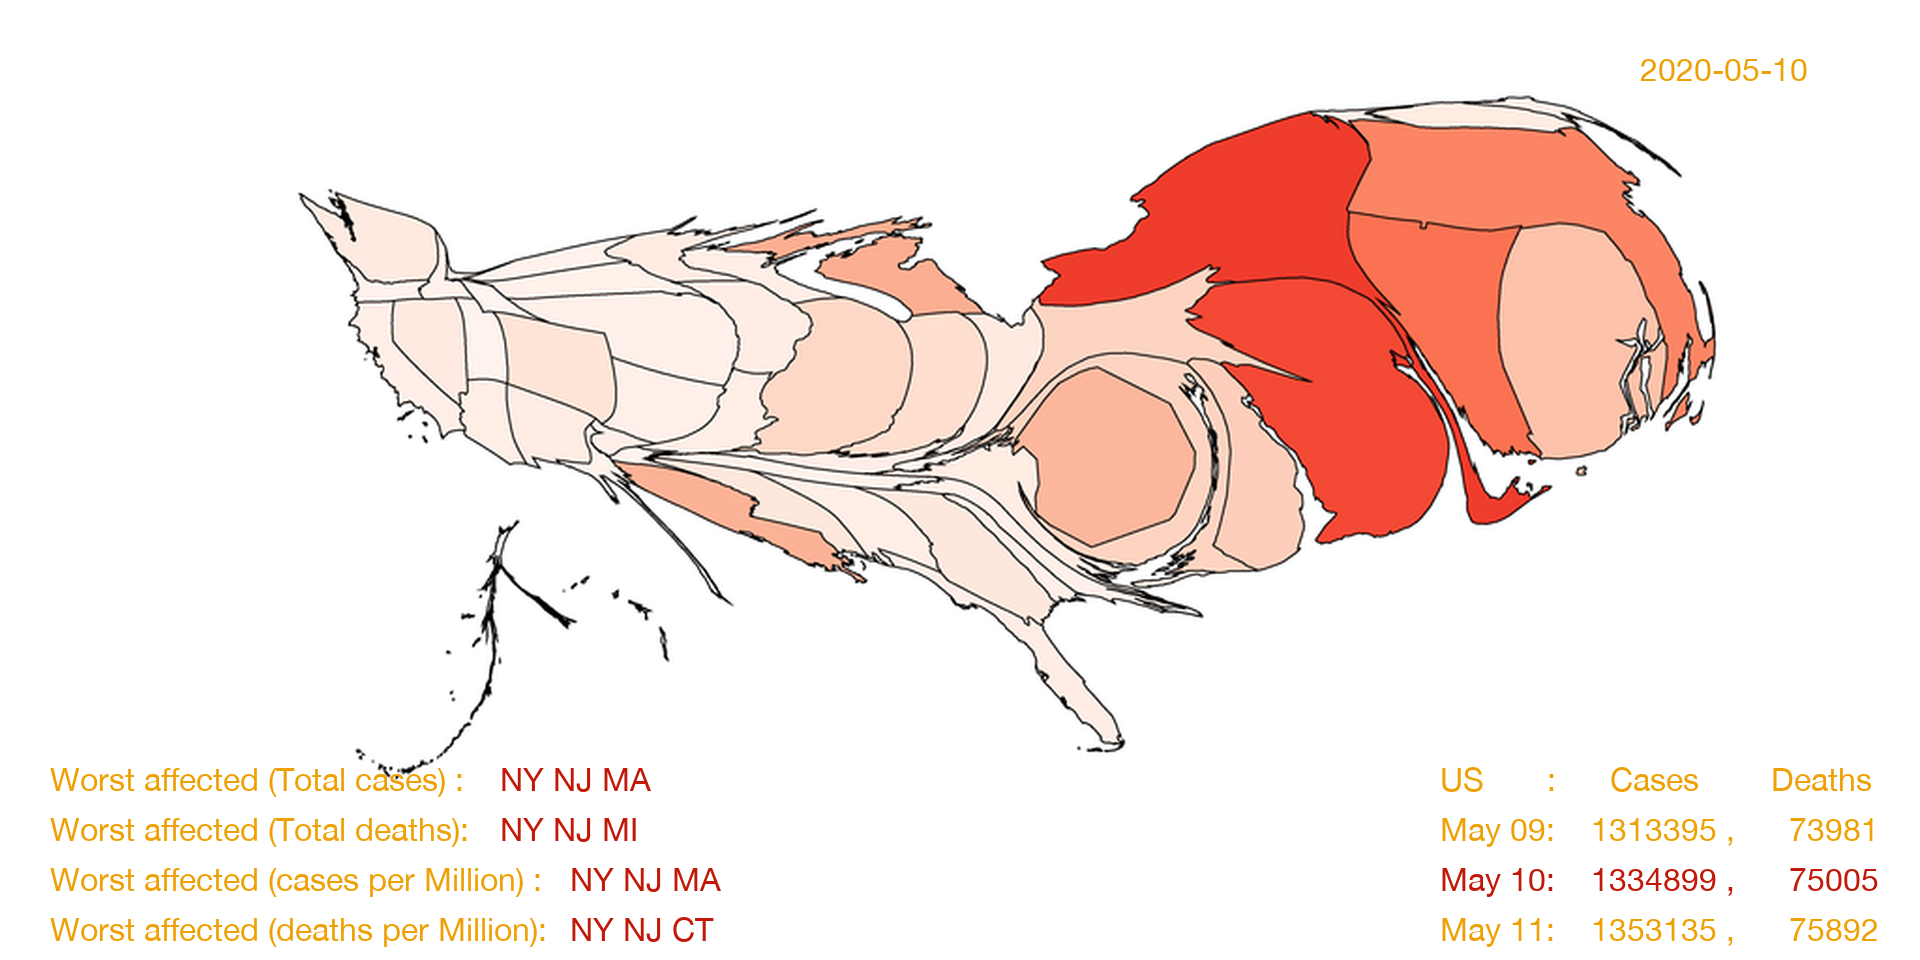 2020-05-10
Worst affected (Total cases) : NY NJ MA
Worst affected (Total deaths): NY NJ MI
Worst affected (cases per Million) : NY NJ MA
Worst affected (deaths per Million): NY NJ CT
US : Cases Deaths
May 09: 1313395 , 73981
May 10: 1334899 , 75005
May 11: 1353135 , 75892